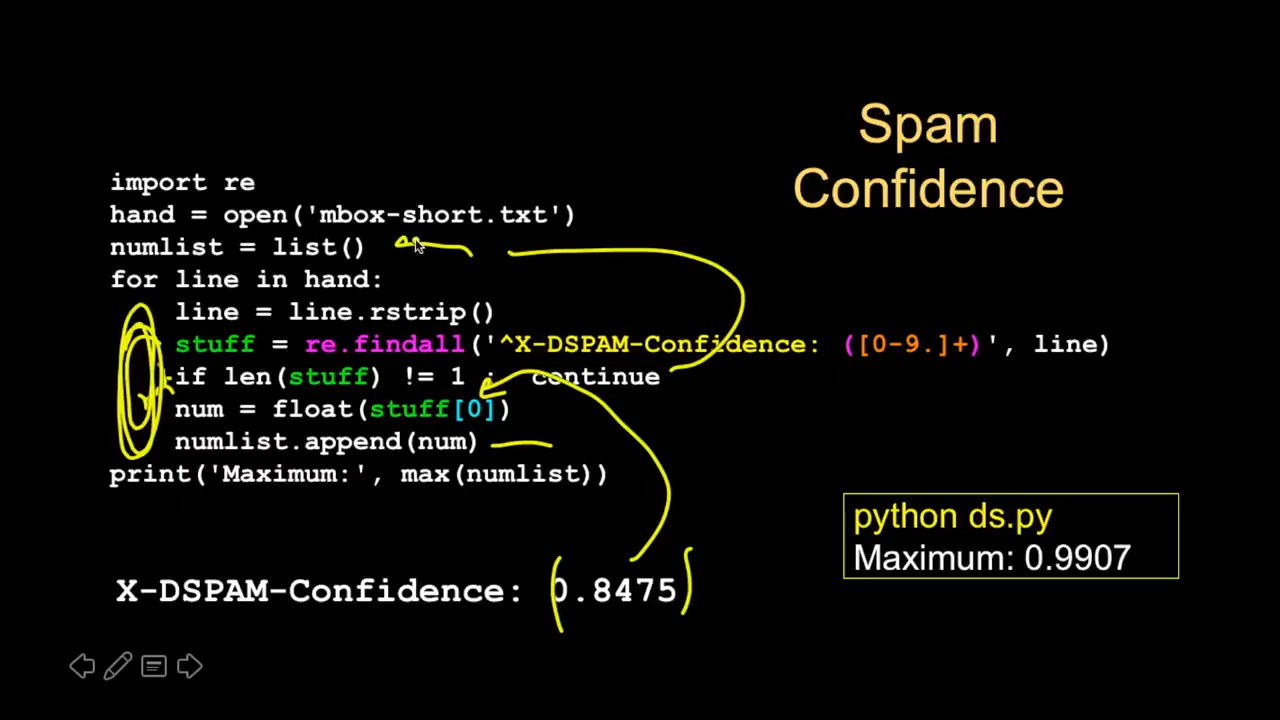 Spam
Confidence
import re
hand = open('mbox-short.txt')
numlist = list()
for line in hand:
    line = line.rstrip()
    stuff = re.findall('^X-DSPAM-Confidence: ([0-9.]+)', line)
    if len(stuff) != 1 :  continue
    num = float(stuff[0])
    numlist.append(num)
print('Maximum:', max(numlist))
python ds.py
Maximum: 0.9907
X-DSPAM-Confidence: 0.8475